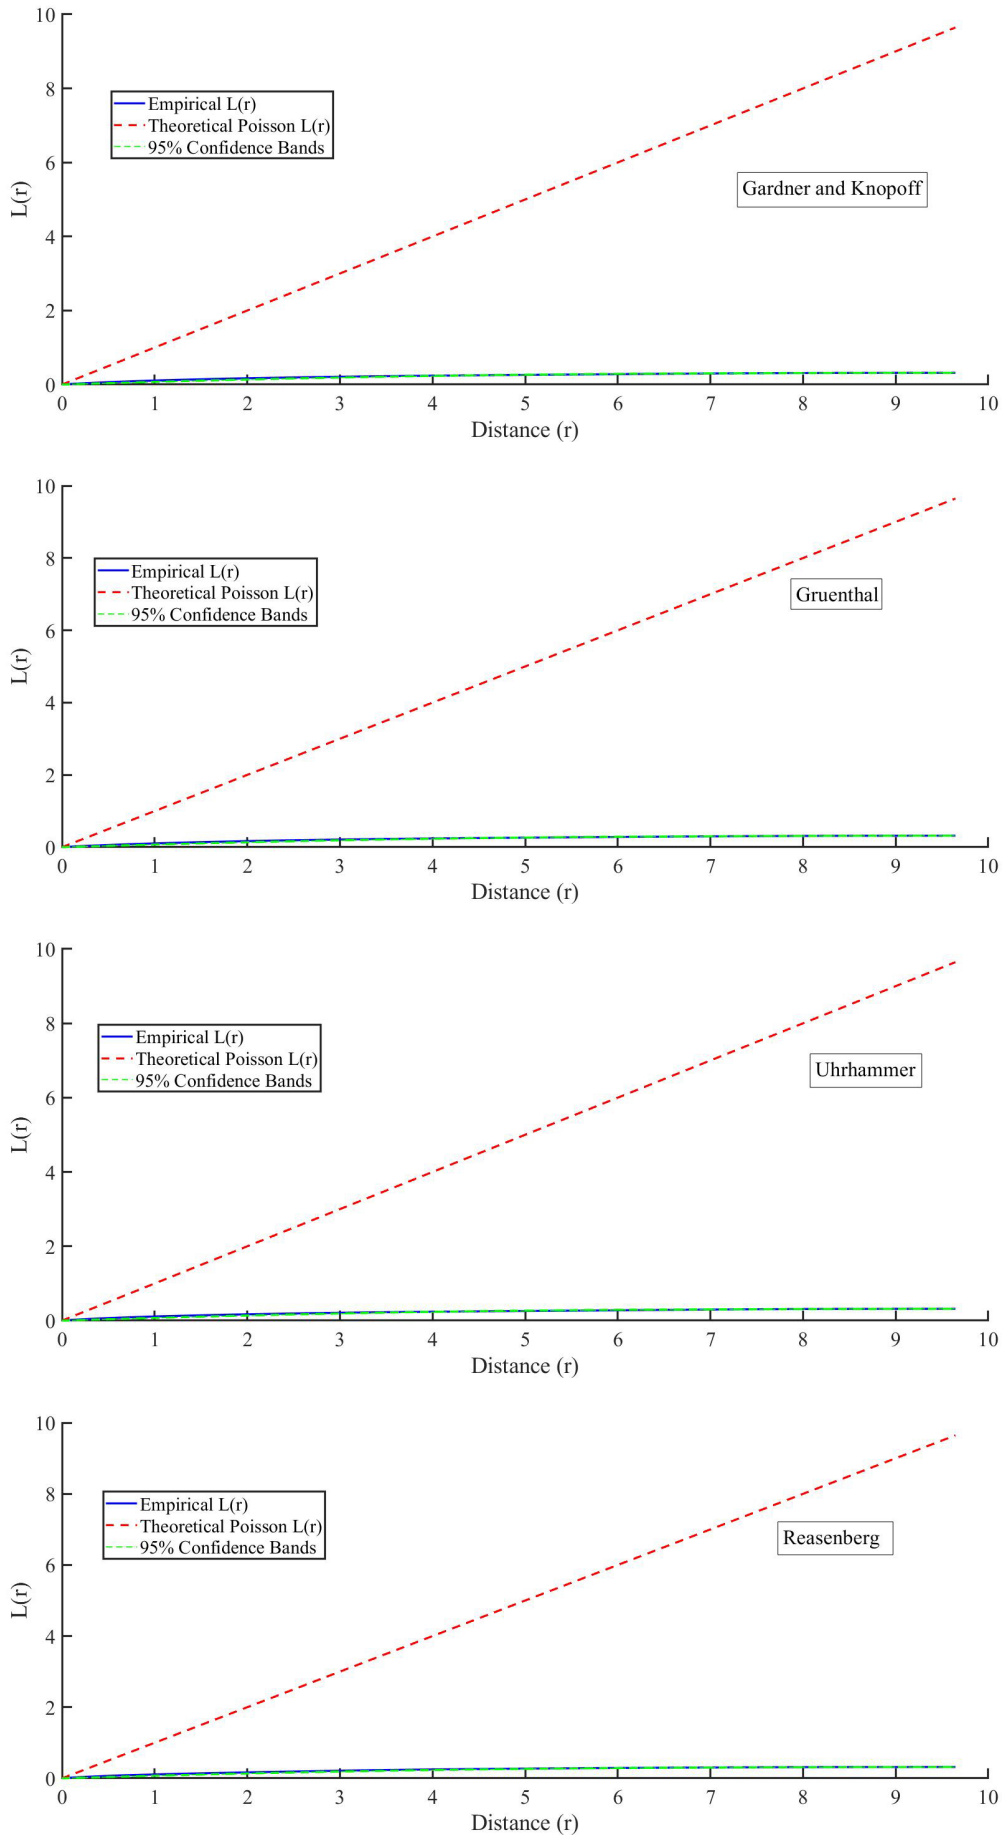 10
8
6
4
2
0
L(r)
Empirical L(r)
Theoretical Poisson L(r)
95% Confidence Bands
Gardner and Knopoff
0 1 2 3 4 5 6 7 8 9 10
Distance (r)
10
8
6
4
2
0
L(r)
Empirical L(r)
Theoretical Poisson L(r)
95% Confidence Bands
Gruenthal
0 1 2 3 4 5 6 7 8 9 10
Distance (r)
10
8
6
4
2
0
L(r)
Empirical L(r)
Theoretical Poisson L(r)
95% Confidence Bands
Uhrhammer
0 1 2 3 4 5 6 7 8 9 10
Distance (r)
10
8
6
4
2
0
L(r)
Empirical L(r)
Theoretical Poisson L(r)
95% Confidence Bands
Reasenberg
0 1 2 3 4 5 6 7 8 9 10
Distance (r)